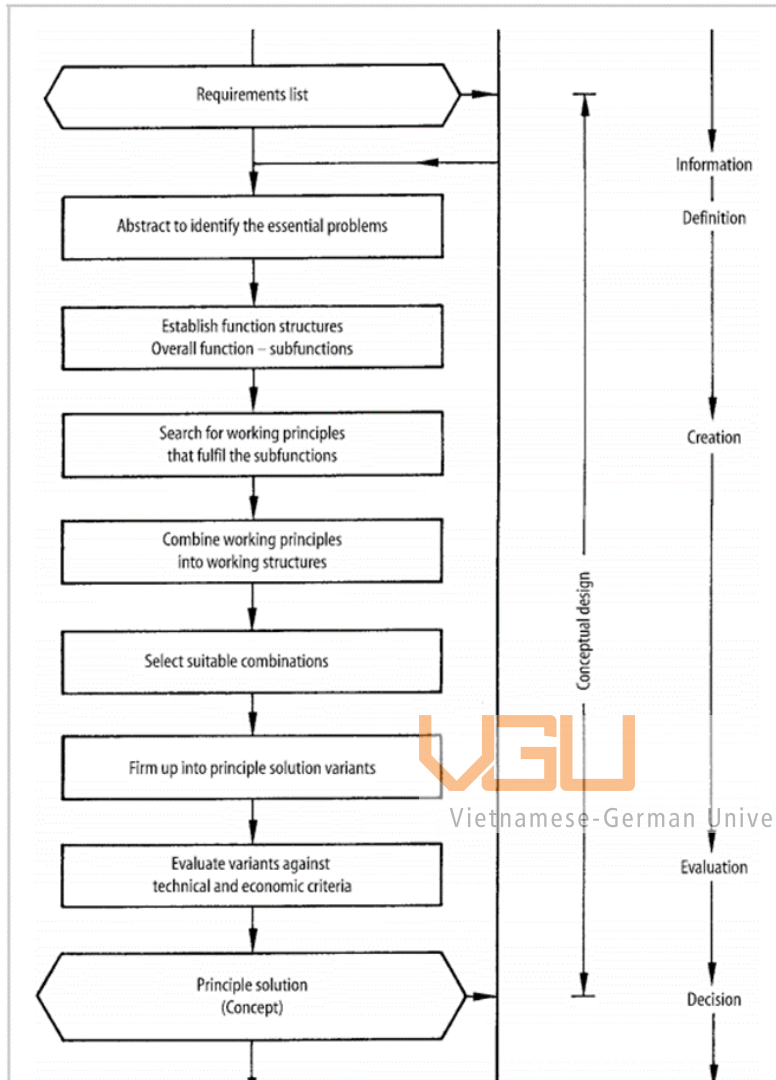 Requirements list
Information
Abstract to identify the essential problems
Definition
Establish function structures
Overall function – subfunctions
Search for working principles
that fulfil the subfunctions
Creation
Combine working principles
into working structures
Conceptual design
Select suitable combinations
Firm up into principle solution variants
VGU
Vietnamese-German Unive
Evaluate variants against
technical and economic criteria
Evaluation
Principle solution
(Concept)
Decision